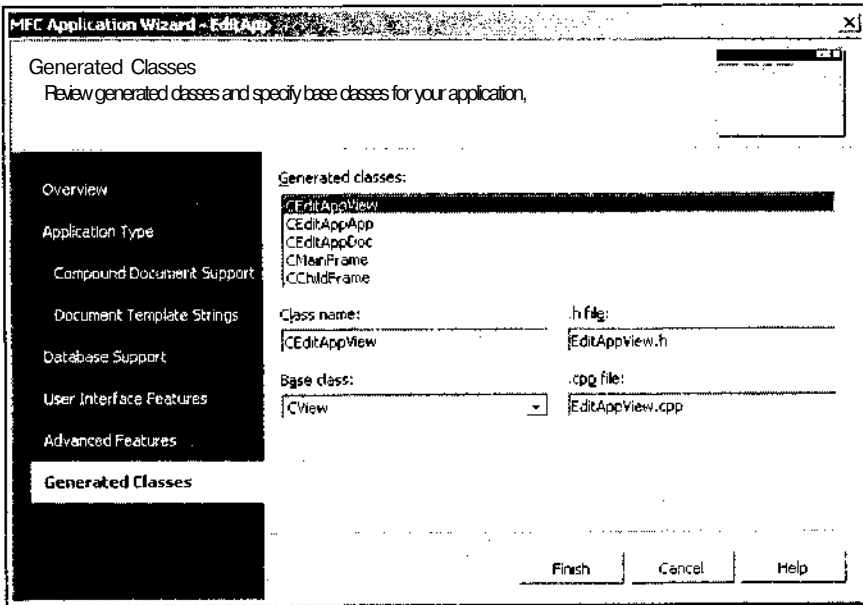 MFC Application Wizard - EditApp
Generated Classes
Review generated classes and specify base classes for your application,
Overview
Application Type
Compound Document Support
Document Template Strings
Database Support
User Interface Features
Advanced Features
Generated Classes
Generated classes:
CEditAppView
CEditAppApp
CEditAppDoc
CMainFrame
CChildFrame
Class name:
.h file:
CEditAppView
EditAppView.h
Base class:
.cpp file:
CView
EditAppView.cpp
Finish
Cancel
Help